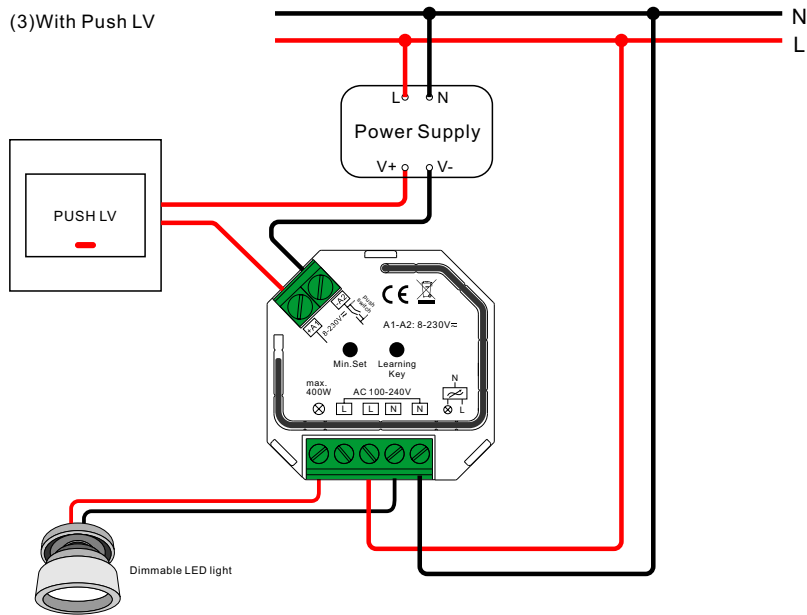 (3)With Push LV
N
L
L N
Power Supply
V+ V-
PUSH LV
+A1
-A2
8-230V⎓
push switch
CE
A1-A2: 8-230V⎓
Min.Set
Learning
Key
max.
400W
AC 100-240V
L L N N
N
L
Dimmable LED light